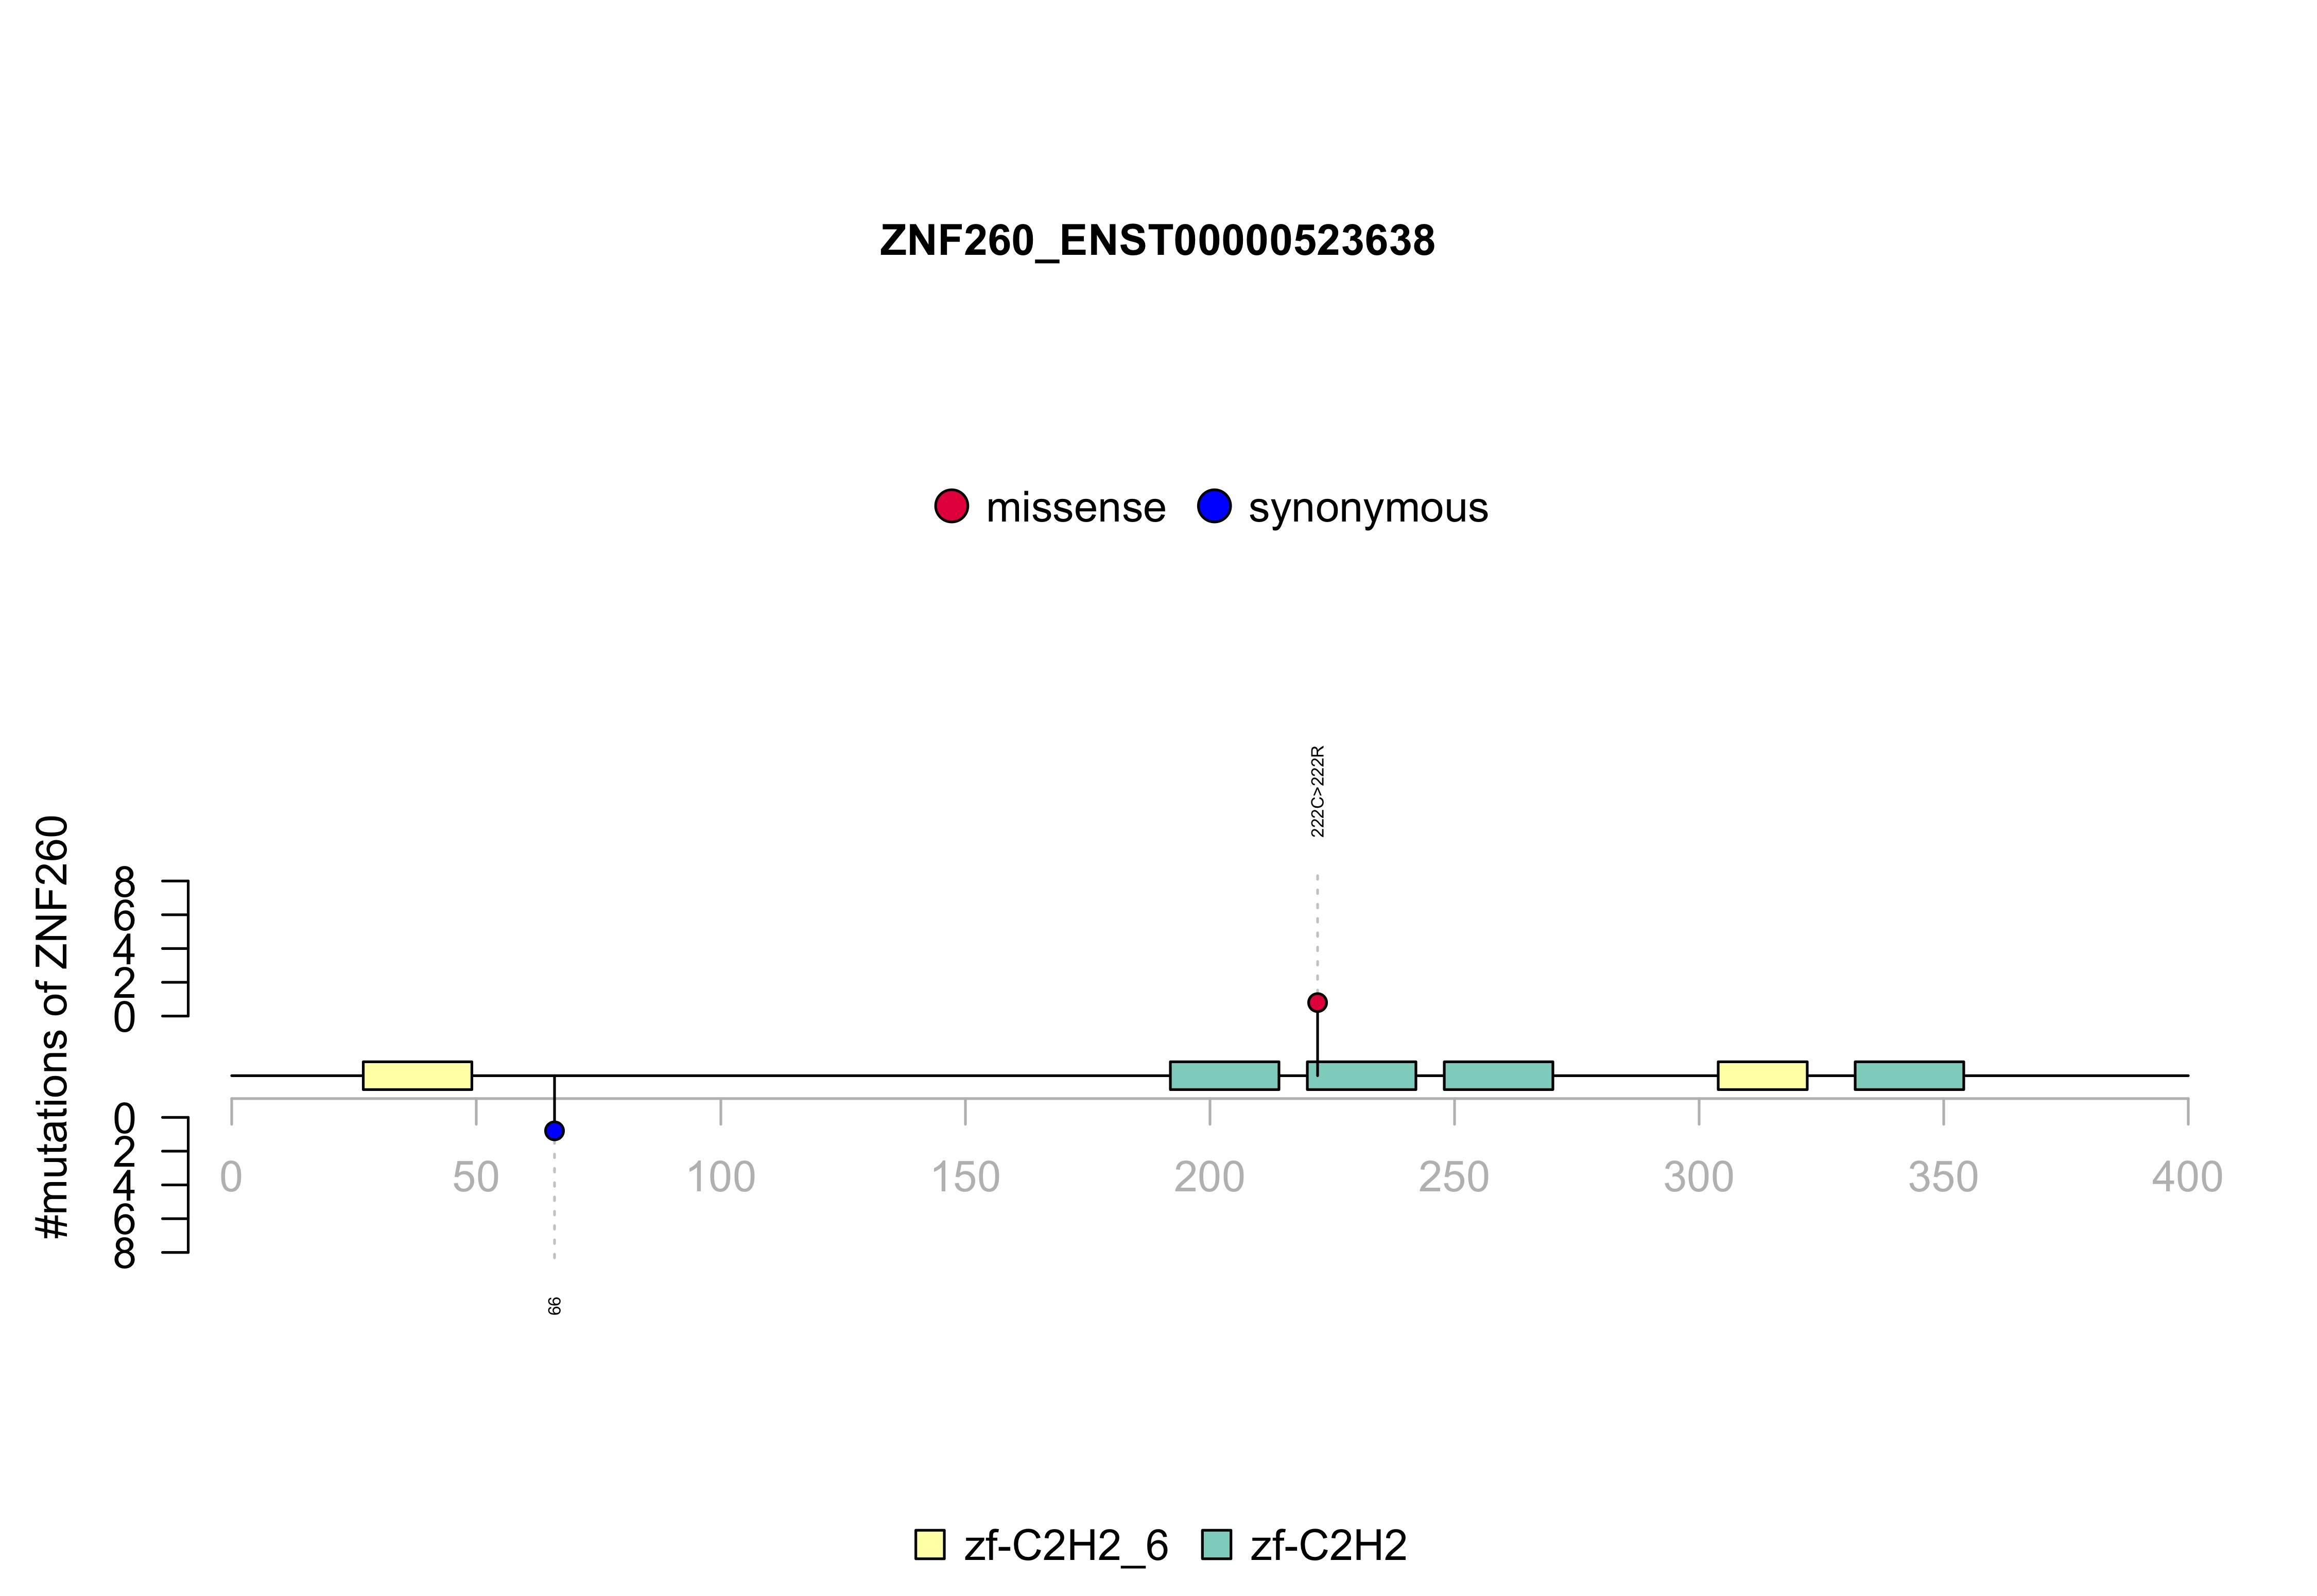 ZNF260_ENST00000523638
missense synonymous
222C>222R
#mutations of ZNF260
8
6
4
2
0
0
2
4
6
8
0 50 100 150 200 250 300 350 400
66
zf-C2H2_6 zf-C2H2